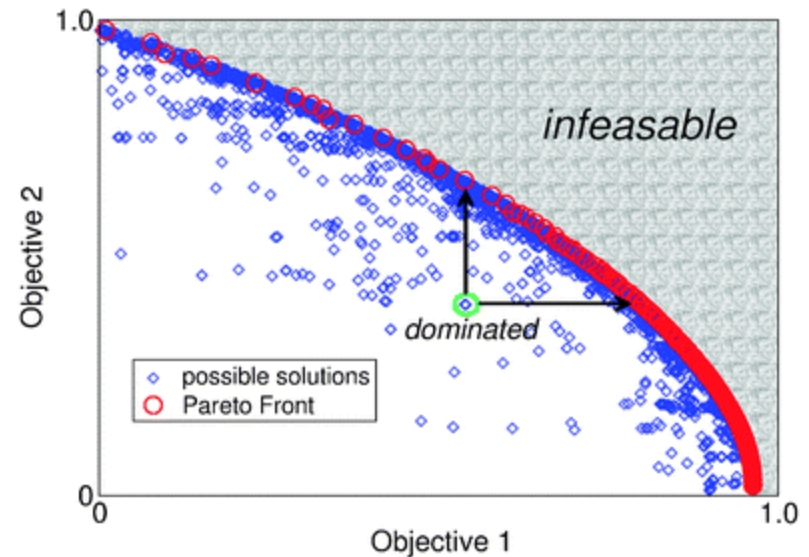 1.0
infeasable
Objective 2
dominated
possible solutions
Pareto Front
0
0
1.0
Objective 1